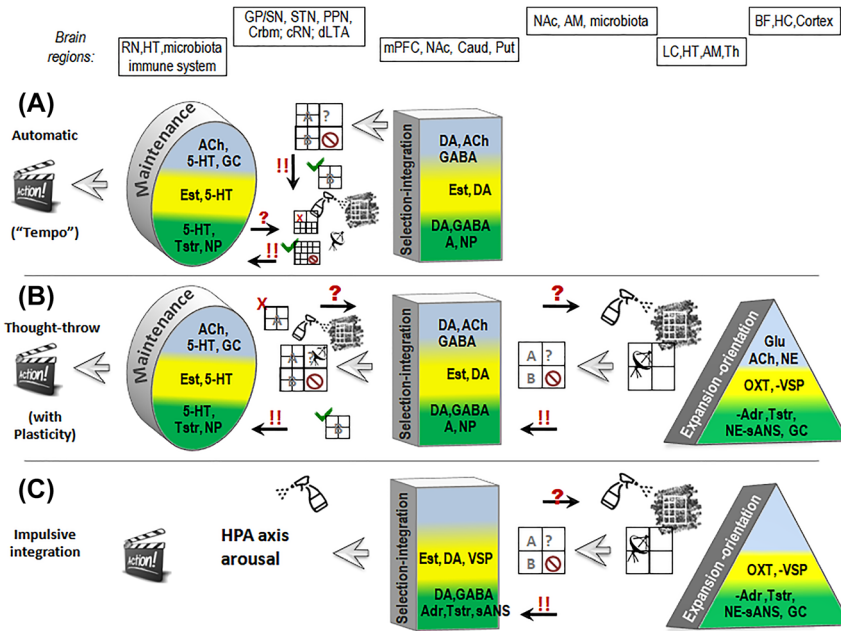 Brain
regions:
RN,HT,microbiota
immune system
GP/SN, STN, PPN,
Crbm; cRN; dLTA
mPFC, NAc, Caud, Put
NAc, AM, microbiota
LC,HT,AM,Th
BF,HC,Cortex
(A)
Automatic
Action!
("Tempo")
Maintenance
ACh,
5-HT, GC
Est, 5-HT
5-HT,
Tstr, NP
A ?
B
!!
B
?
X
!!
Selection-integration
DA, ACh
GABA
Est, DA
DA,GABA
A, NP
(B)
Thought-throw
Action!
(with
Plasticity)
Maintenance
ACh,
5-HT, GC
Est, 5-HT
5-HT,
Tstr, NP
X
A
?
A
B
!!
B
Selection-integration
DA, ACh
GABA
Est, DA
DA,GABA
A, NP
?
A ?
B
!!
Expansion -orientation
Glu
ACh, NE
OXT, -VSP
-Adr,Tstr,
NE-sANS, GC
(C)
Impulsive
integration
Action!
HPA axis
arousal
Selection-integration
Est, DA, VSP
DA,GABA
Adr,Tstr, sANS
?
A ?
B
!!
Expansion -orientation
OXT, -VSP
-Adr,Tstr,
NE-sANS, GC